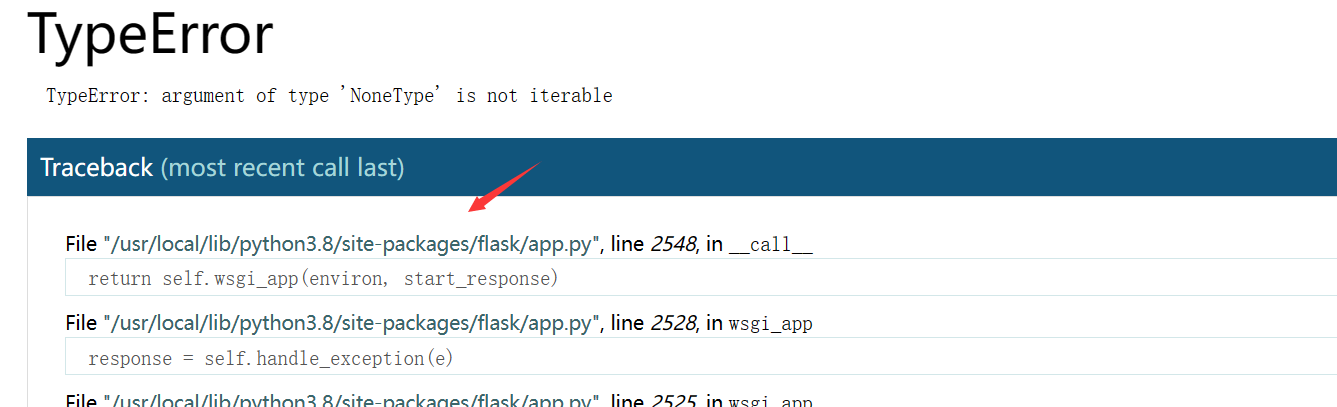 TypeError
TypeError: argument of type 'NoneType' is not iterable
Traceback (most recent call last)
File "/usr/local/lib/python3.8/site-packages/flask/app.py", line 2548, in __call__
return self.wsgi_app(environ, start_response)
File "/usr/local/lib/python3.8/site-packages/flask/app.py", line 2528, in wsgi_app
response = self.handle_exception(e)
File "/usr/local/lib/python3.8/site-packages/flask/app.py", line 2525, in wsgi_app